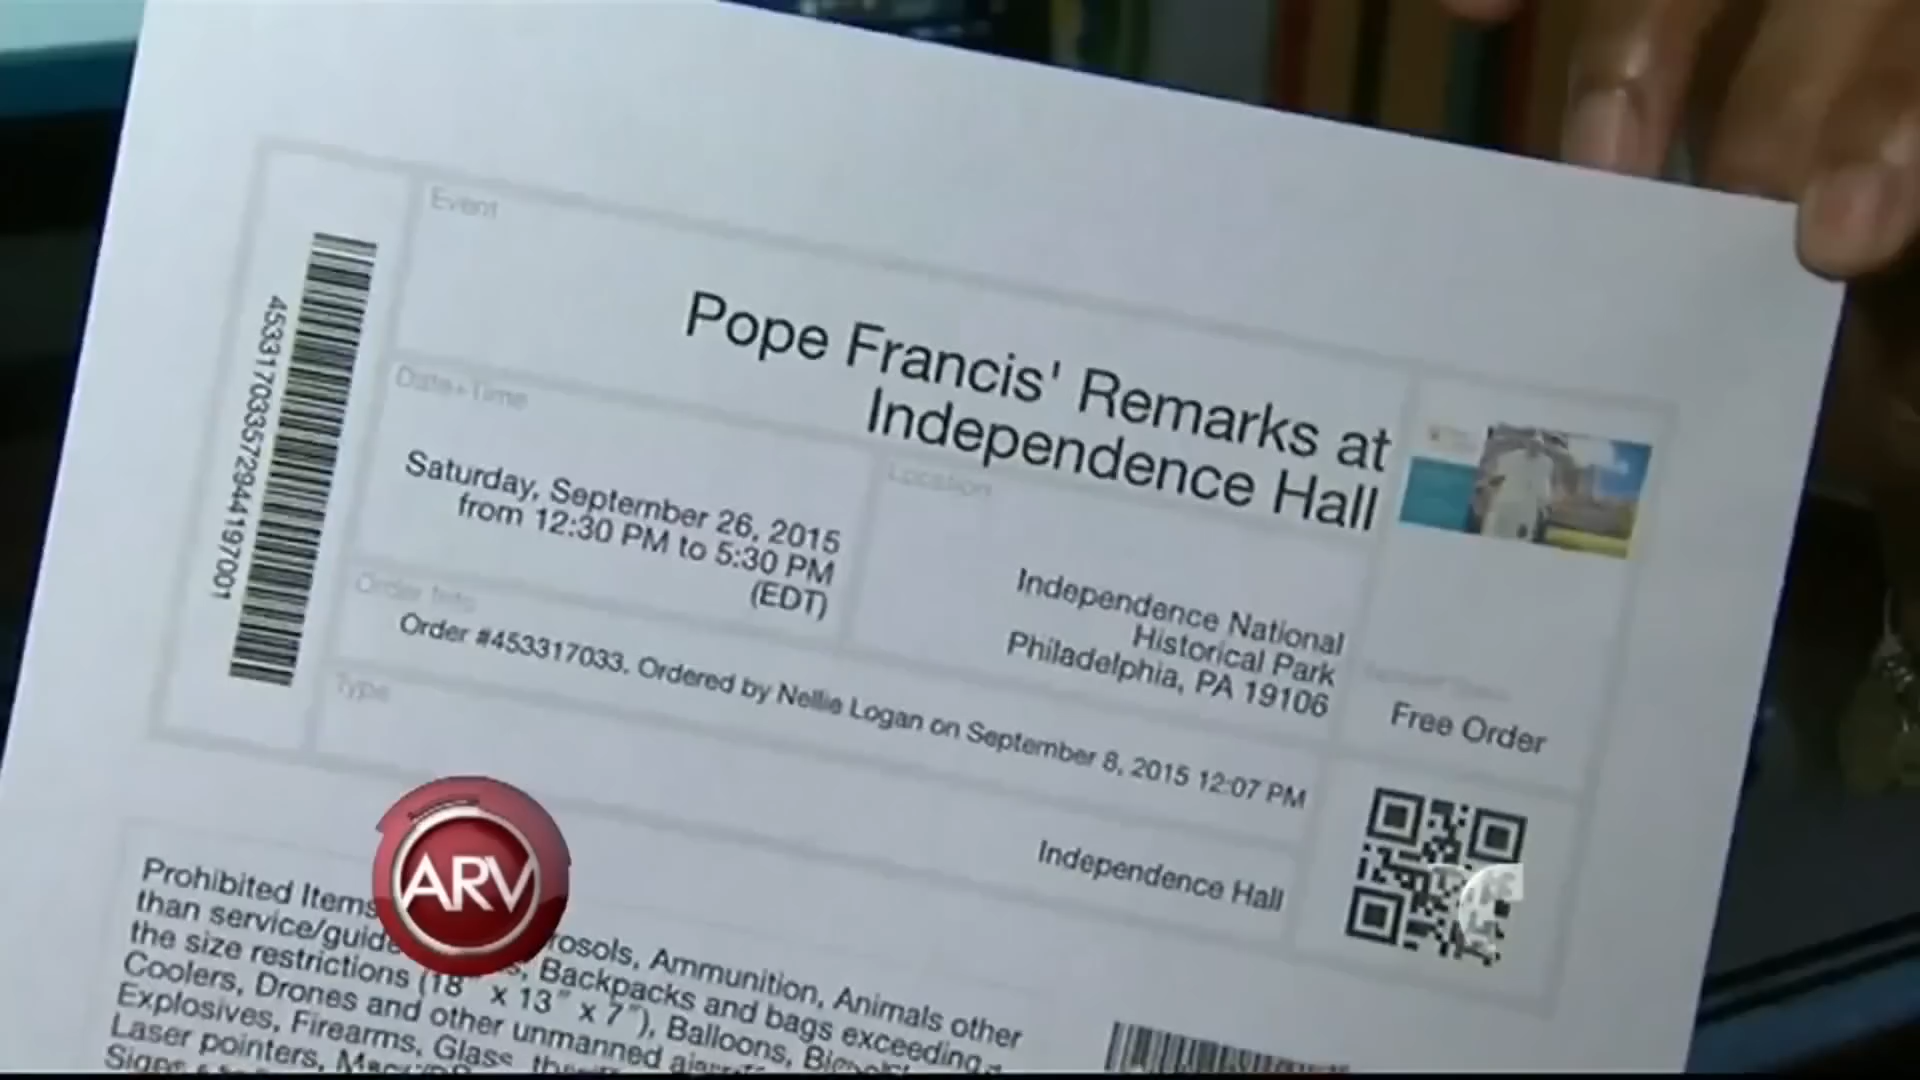 Event
Pope Francis' Remarks at
Independence Hall
Date+Time
Saturday, September 26, 2015
from 12:30 PM to 5:30 PM
(EDT)
Location
Independence National
Historical Park
Philadelphia, PA 19106
Free Order
Order Info
Order #453317033. Ordered by Nellie Logan on September 8, 2015 12:07 PM
Type
Independence Hall
45331703357294419 7001
ARV
Prohibited Items rosols, Ammunition, Animals other
than service/guide Backpacks and bags exceeding
the size restrictions (18" x 13" x 7"), Balloons,
Coolers, Drones and other unmanned
Explosives, Firearms, Glass,
Laser pointers,
Signs